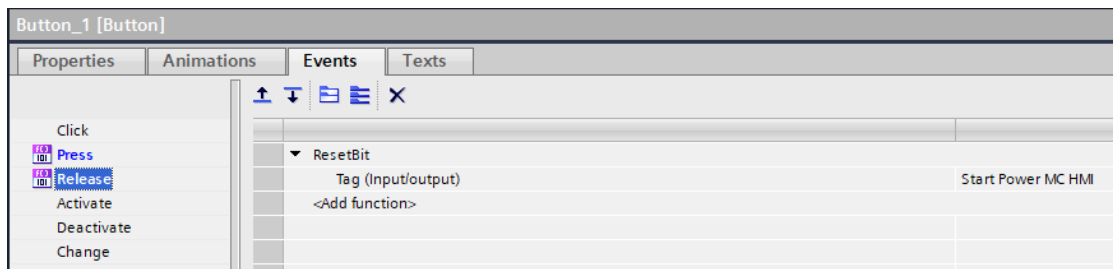 Button_1 [Button]
Properties Animations Events Texts
Click
Press
Release
Activate
Deactivate
Change
ResetBit
Tag (Input/output) Start Power MC HMI
<Add function>